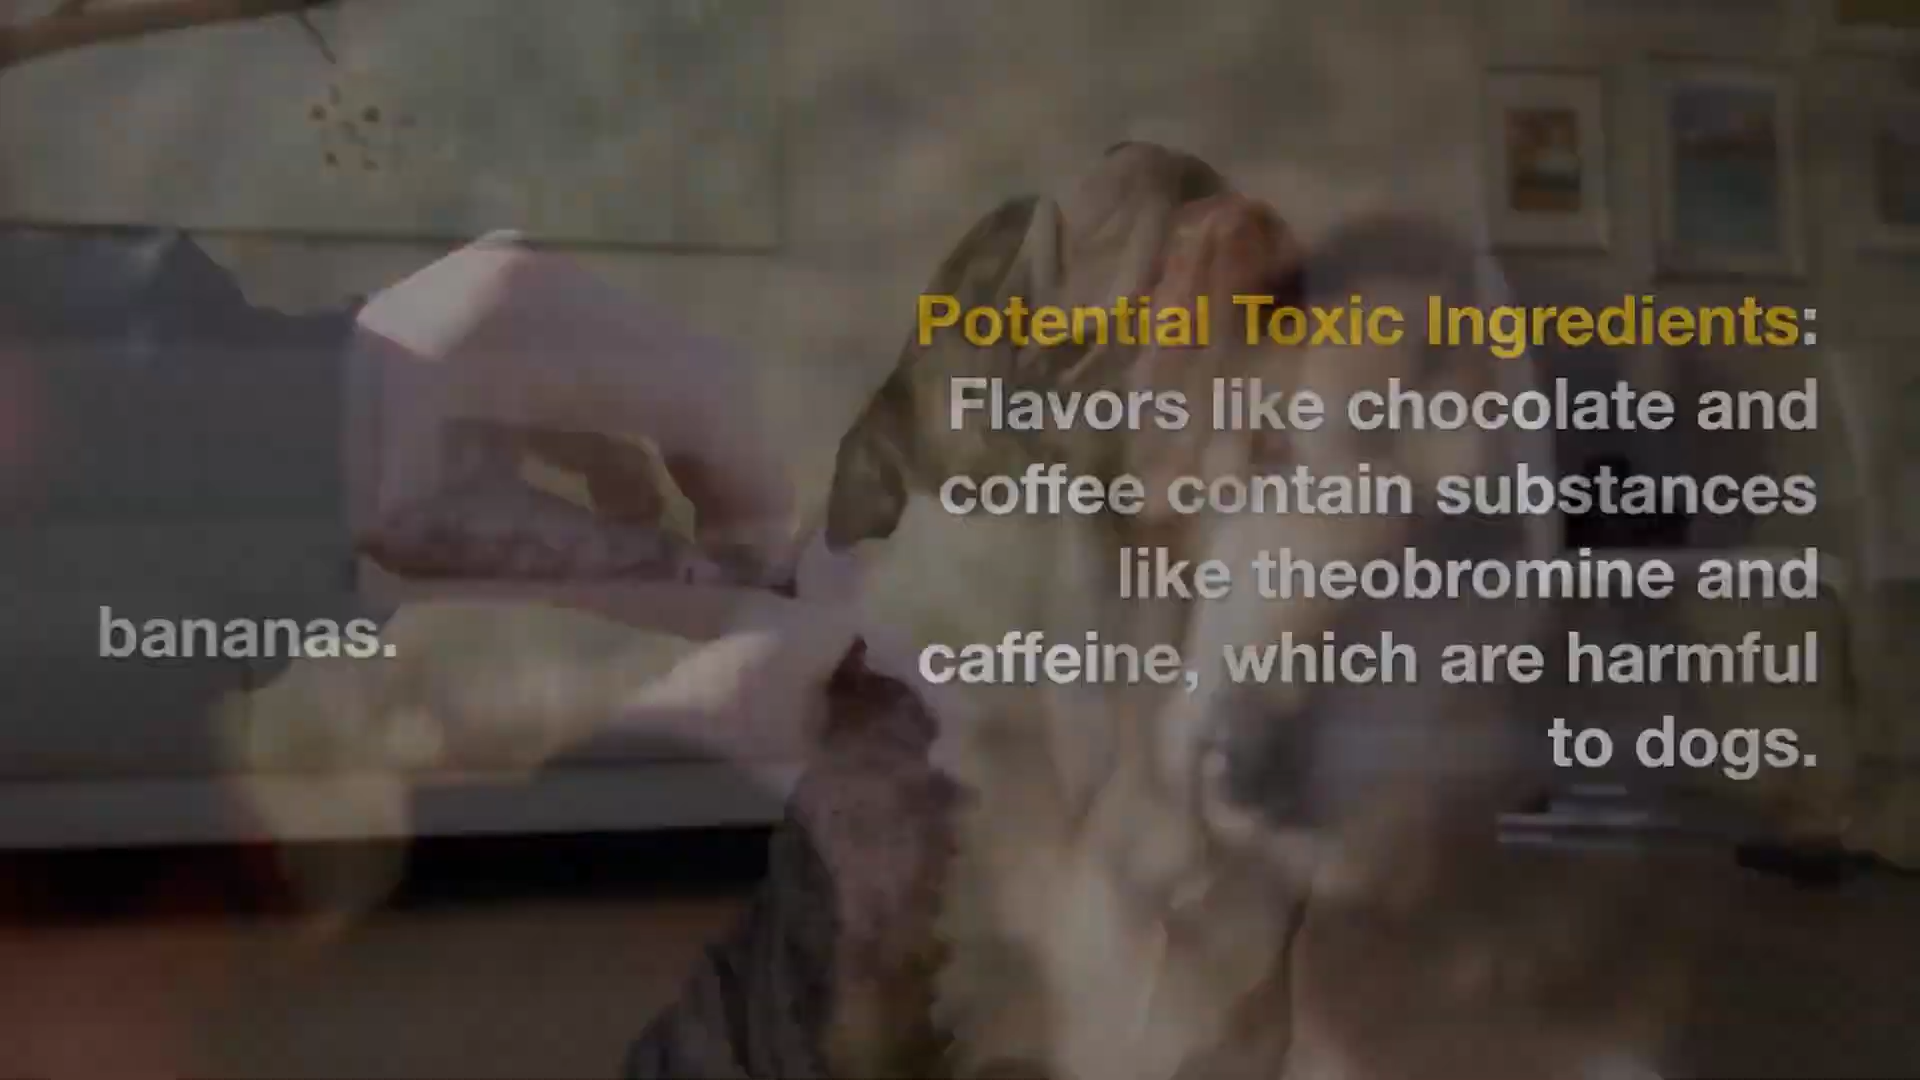 bananas.
Potential Toxic Ingredients:
Flavors like chocolate and
coffee contain substances
like theobromine and
caffeine, which are harmful
to dogs.